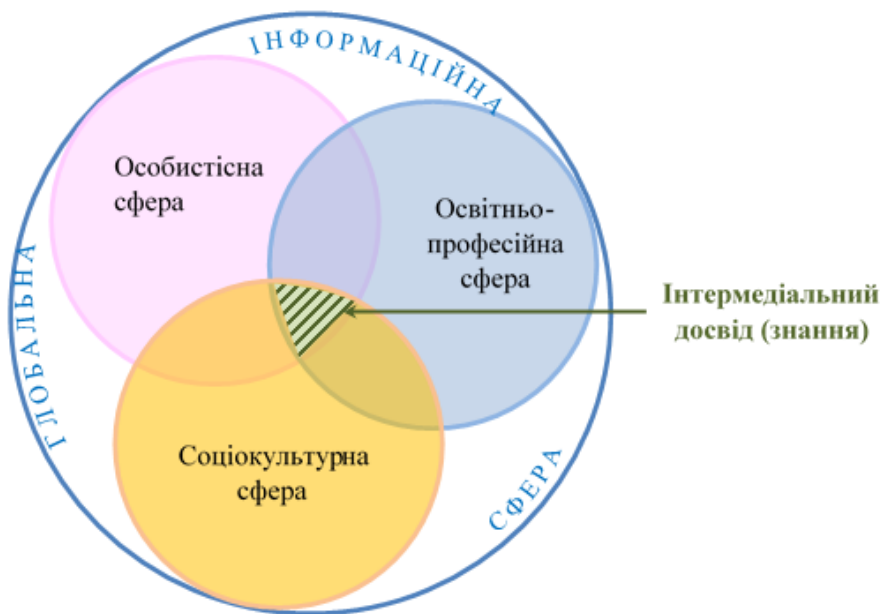 ГЛОБАЛЬНА
ІНФОРМАЦІЙНА
СФЕРА
Особистісна
сфера
Освітньо-
професійна
сфера
Інтермедіальний
досвід (знання)
Соціокультурна
сфера